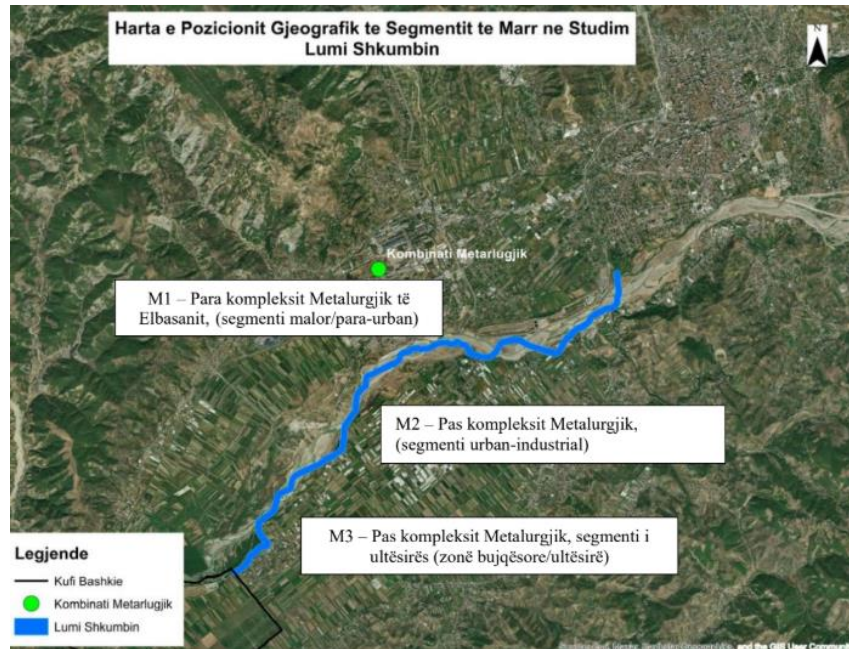 Harta e Pozicionit Gjeografik te Segmentit te Marr ne Studim
Lumi Shkumbin
N
Kombinati Metarlugjik
M1 – Para kompleksit Metalurgjik të
Elbasanit, (segmenti malor/para-urban)
M2 – Pas kompleksit Metalurgjik,
(segmenti urban-industrial)
M3 – Pas kompleksit Metalurgjik, segmenti i
ultësirës (zonë bujqësore/ultësirë)
Legjende
Kufi Bashkie
Kombinati Metarlugjik
Lumi Shkumbin
and the GIS User Community